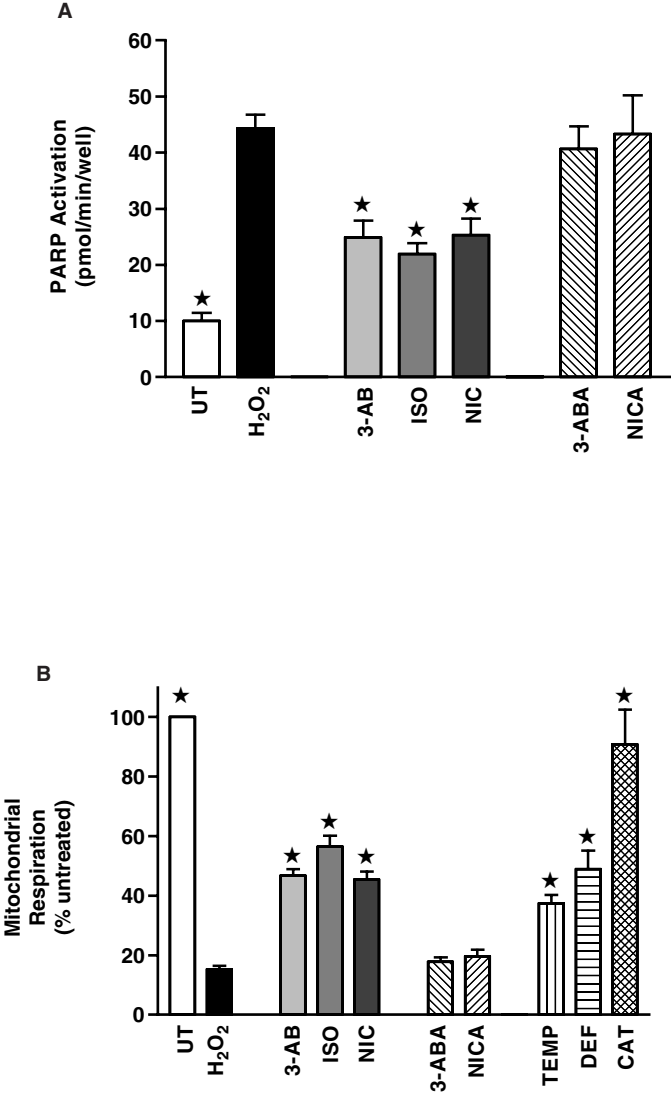 A
PARP Activation
(pmol/min/well)
60
50
40
30
20
10
0
★
★
★
★
UT
H₂O₂
3-AB
ISO
NIC
3-ABA
NICA
B
Mitochondrial
Respiration
(% untreated)
100
80
60
40
20
0
★
★
★
★
★
★
★
UT
H₂O₂
3-AB
ISO
NIC
3-ABA
NICA
TEMP
DEF
CAT